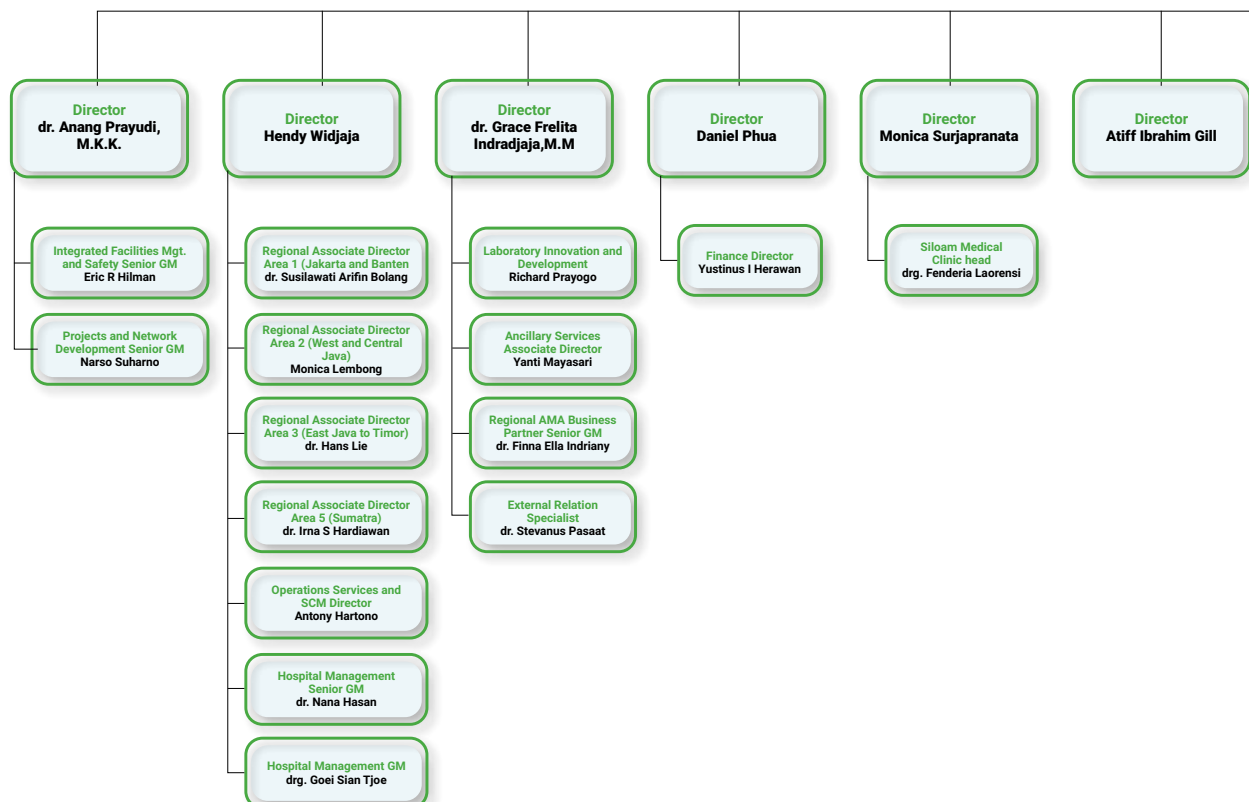 Director
dr. Anang Prayudi,
M.K.K.
Integrated Facilities Mgt.
and Safety Senior GM
Eric R Hilman
Projects and Network
Development Senior GM
Narso Suharno
Director
Hendy Widjaja
Regional Associate Director
Area 1 (Jakarta and Banten
dr. Susilawati Arifin Bolang
Regional Associate Director
Area 2 (West and Central
Java)
Monica Lembong
Regional Associate Director
Area 3 (East Java to Timor)
dr. Hans Lie
Regional Associate Director
Area 5 (Sumatra)
dr. Irna S Hardiawan
Operations Services and
SCM Director
Antony Hartono
Hospital Management
Senior GM
dr. Nana Hasan
Hospital Management GM
drg. Goei Sian Tjoe
Director
dr. Grace Frelita
Indradjaja,M.M
Laboratory Innovation and
Development
Richard Prayogo
Ancillary Services
Associate Director
Yanti Mayasari
Regional AMA Business
Partner Senior GM
dr. Finna Ella Indriany
External Relation
Specialist
dr. Stevanus Pasaat
Director
Daniel Phua
Finance Director
Yustinus I Herawan
Director
Monica Surjapranata
Siloam Medical
Clinic head
drg. Fenderia Laorensi
Director
Atiff Ibrahim Gill